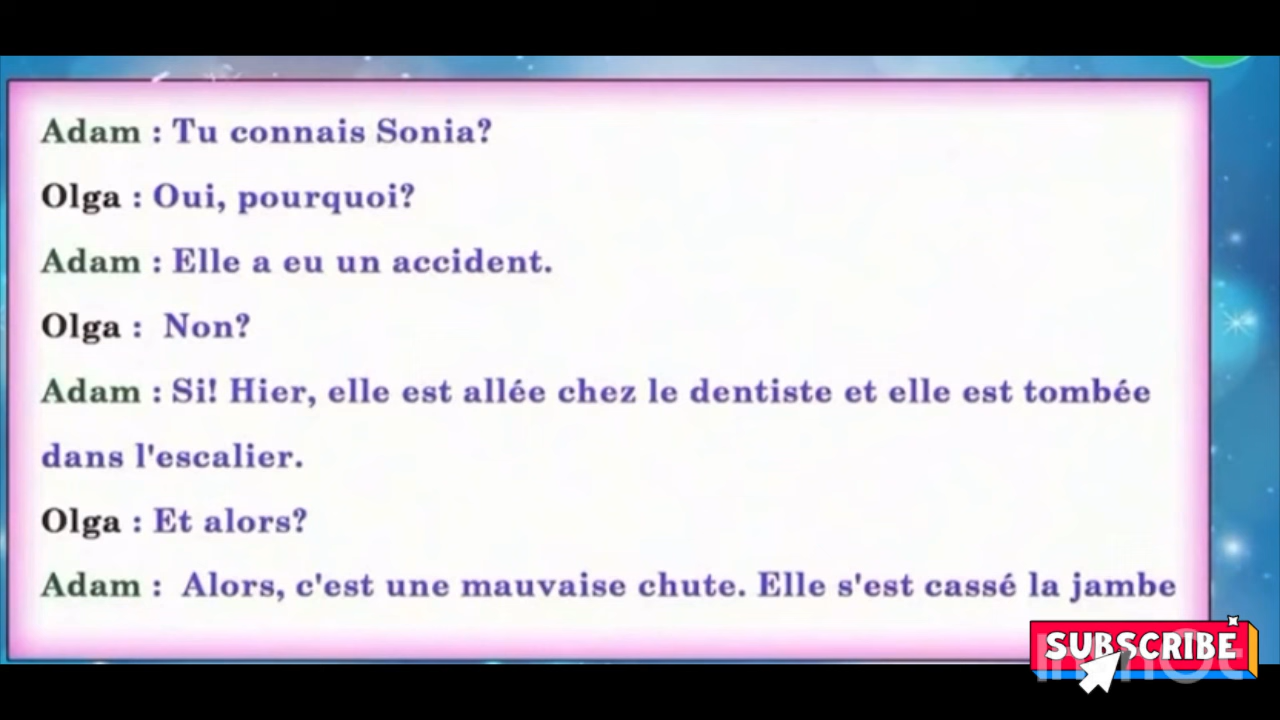 Adam : Tu connais Sonia?
Olga : Oui, pourquoi?
Adam : Elle a eu un accident.
Olga :  Non?
Adam : Si! Hier, elle est allée chez le dentiste et elle est tombée
dans l'escalier.
Olga : Et alors?
Adam :  Alors, c'est une mauvaise chute. Elle s'est cassé la jambe
SUBSCRIBE